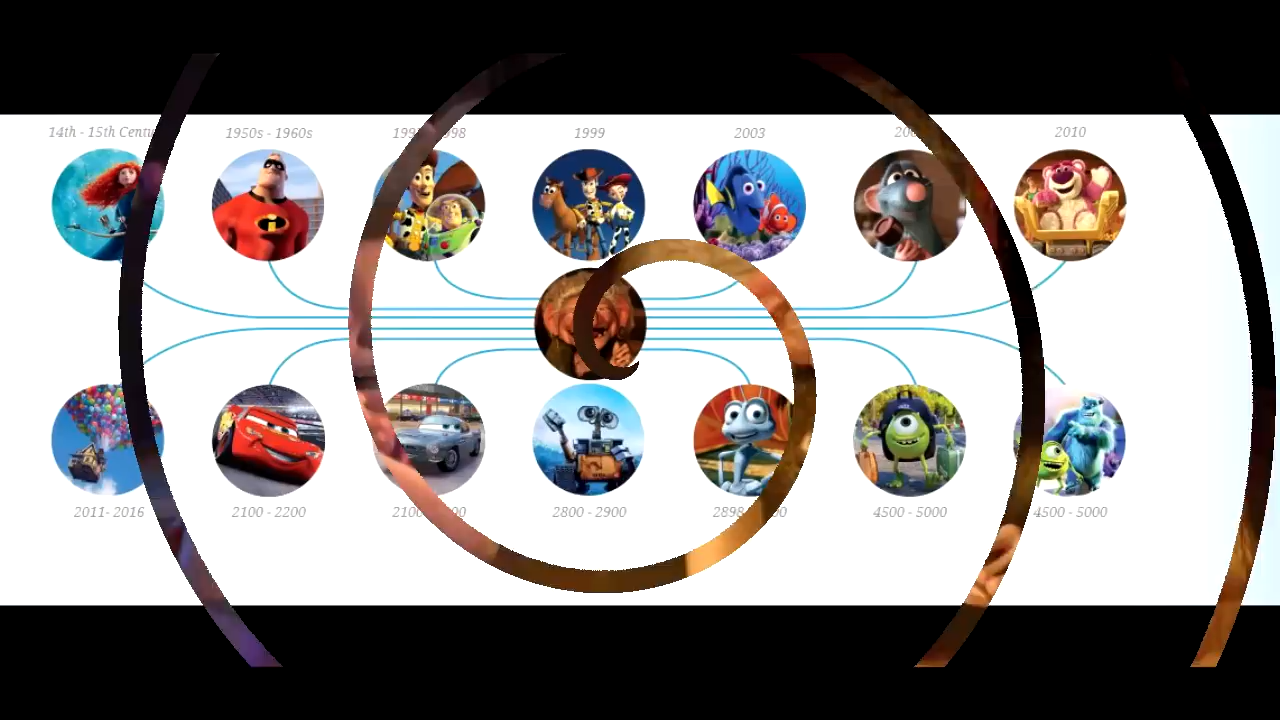 14th - 15th Centu
1950s - 1960s
1999
2003
2010
2011- 2016
2100 - 2200
2800 - 2900
4500 - 5000
4500 - 5000